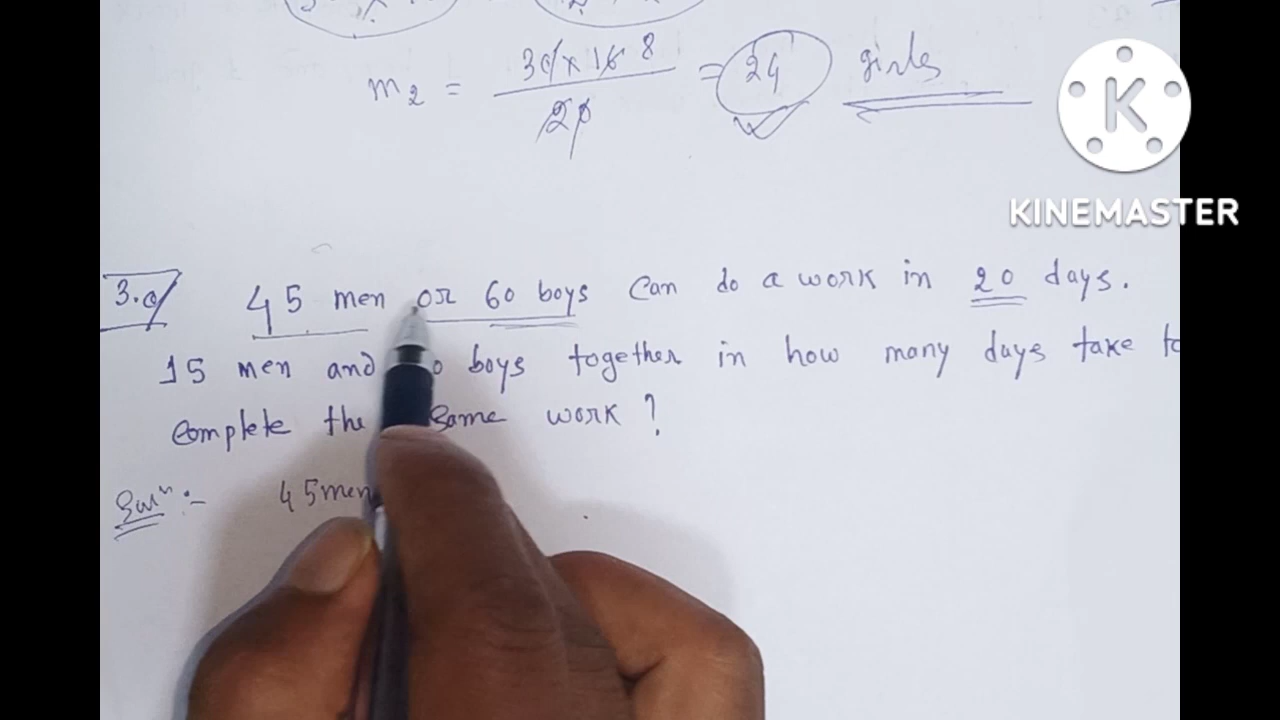 m2 = 30 x 16 8 / 20 = 24 girls
KINEMASTER
3.Q 45 men or 60 boys can do a work in 20 days.
15 men and boys together in how many days take to
complete the same work ?
Solⁿ :- 45men